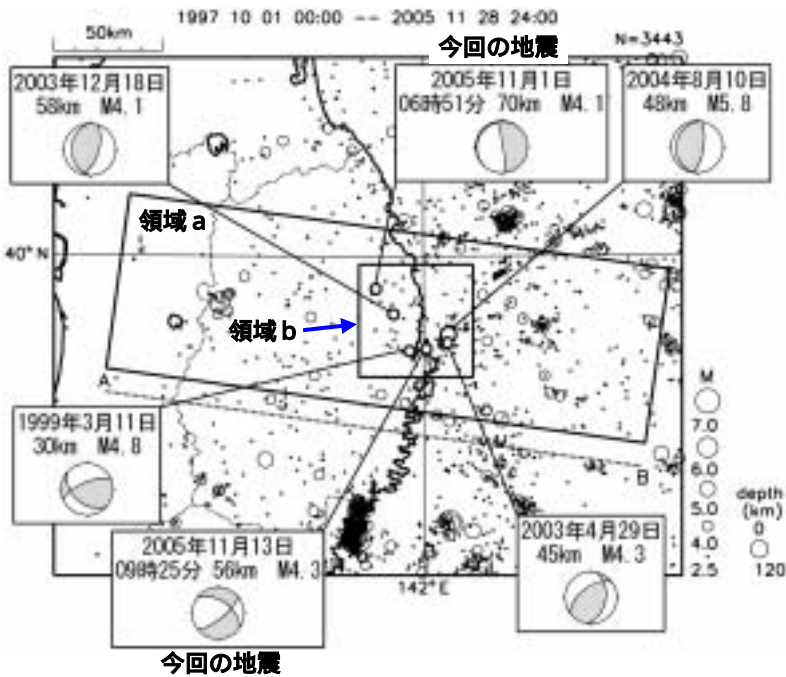 1997 10 01 00:00 -- 2005 11 28 24:00
50km
今回の地震
N=3443
2003年12月18日
58km M4.1
2005年11月1日
06時51分 70km M4.1
2004年8月10日
48km M5.8
領域a
40°N
領域b
A
M
7.0
6.0
5.0
4.0
2.5
depth
(km)
0
120
1999年3月11日
30km M4.8
B
2005年11月13日
09時25分 56km M4.3
142°E
2003年4月29日
45km M4.3
今回の地震